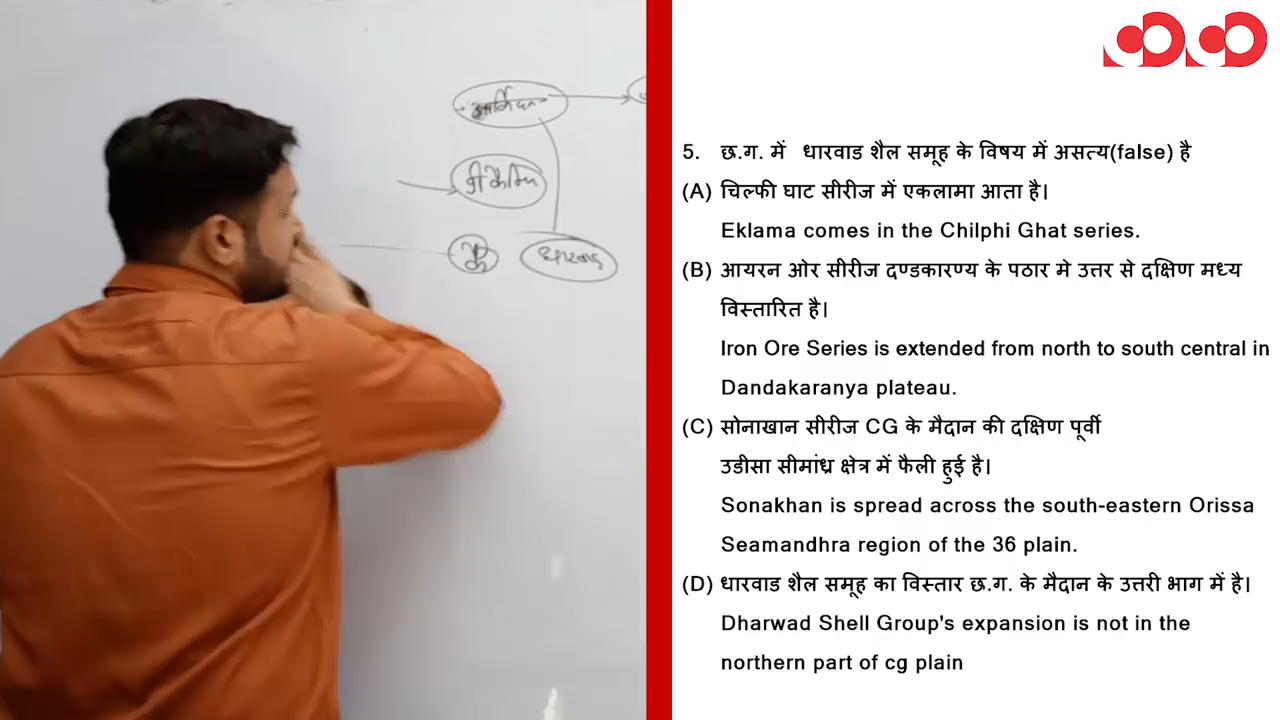 आर्कियन
धारवाड़
5. छ.ग. में धारवाड शैल समूह के विषय में असत्य(false) है
(A) चिल्फी घाट सीरीज में एकलामा आता है।
Eklama comes in the Chilphi Ghat series.
(B) आयरन ओर सीरीज दण्डकारण्य के पठार मे उत्तर से दक्षिण मध्य
विस्तारित है।
Iron Ore Series is extended from north to south central in
Dandakaranya plateau.
(C) सोनाखान सीरीज CG के मैदान की दक्षिण पूर्वी
उडीसा सीमांध्र क्षेत्र में फैली हुई है।
Sonakhan is spread across the south-eastern Orissa
Seamandhra region of the 36 plain.
(D) धारवाड शैल समूह का विस्तार छ.ग. के मैदान के उत्तरी भाग में है।
Dharwad Shell Group's expansion is not in the
northern part of cg plain